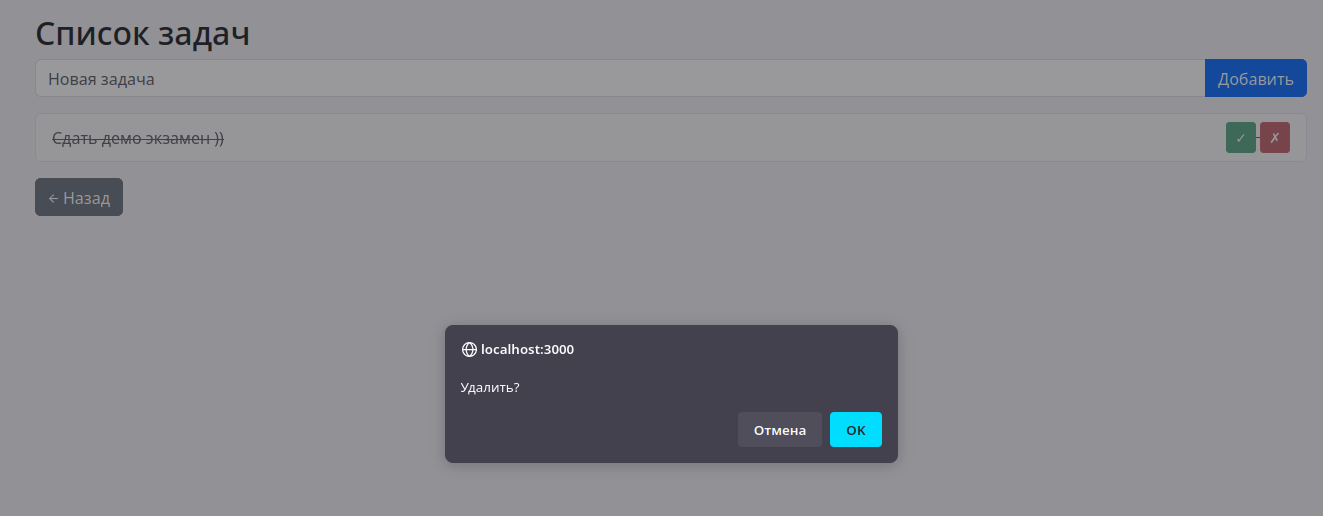 Список задач
Новая задача
Добавить
Сдать демо экзамен ))
✓ ✗
← Назад
localhost:3000
Удалить?
Отмена
OK